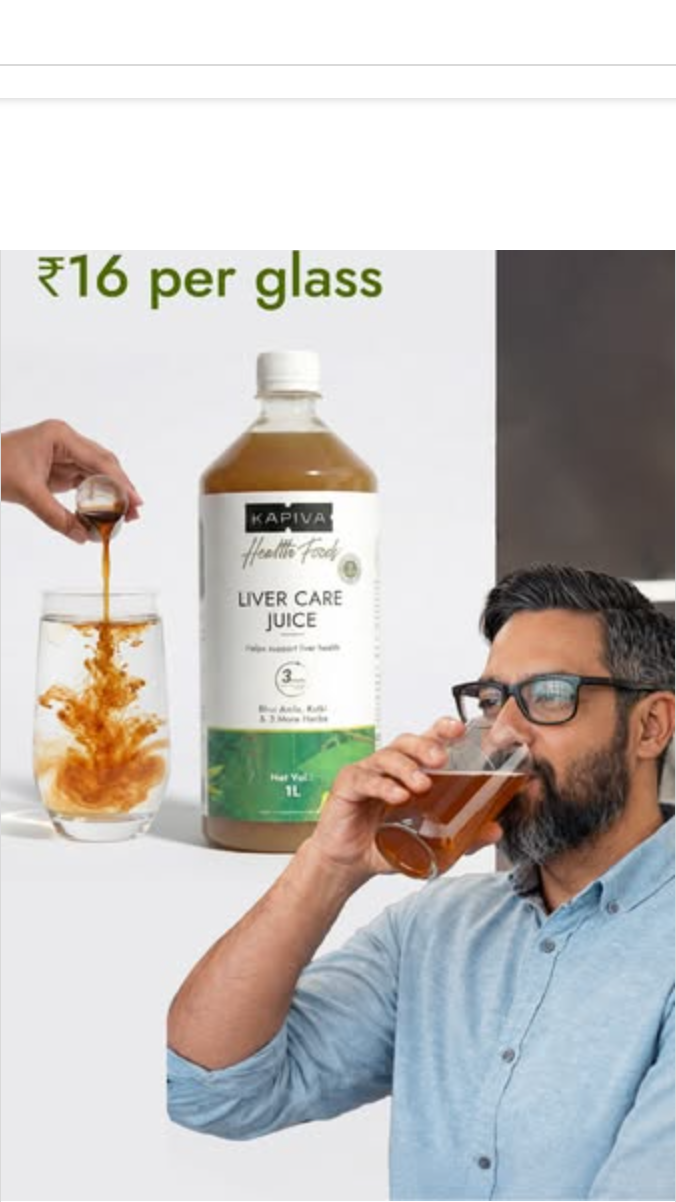 ₹16 per glass
KAPIVA
Health Foods
LIVER CARE
JUICE
Helps support liver health
3
Bhui Amla, Kutki
& 3 More Herbs
Net Vol.:
1L